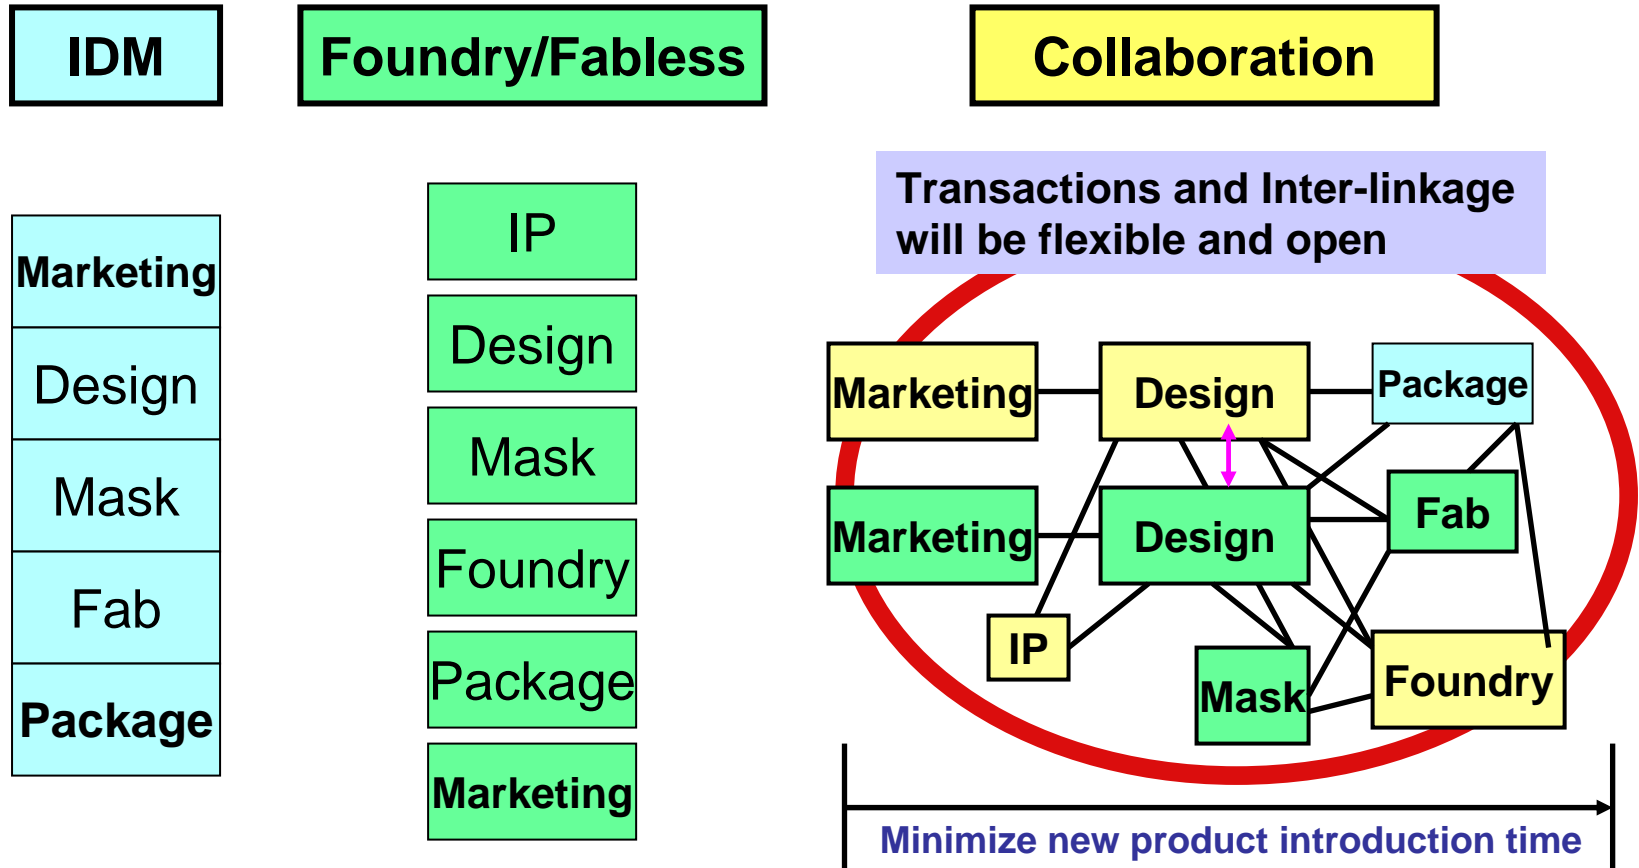 IDM
Foundry/Fabless
Collaboration
Marketing
Design
Mask
Fab
Package
IP
Design
Mask
Foundry
Package
Marketing
Transactions and Inter-linkage
will be flexible and open
Marketing
Design
Package
Marketing
Design
Fab
IP
Mask
Foundry
Minimize new product introduction time